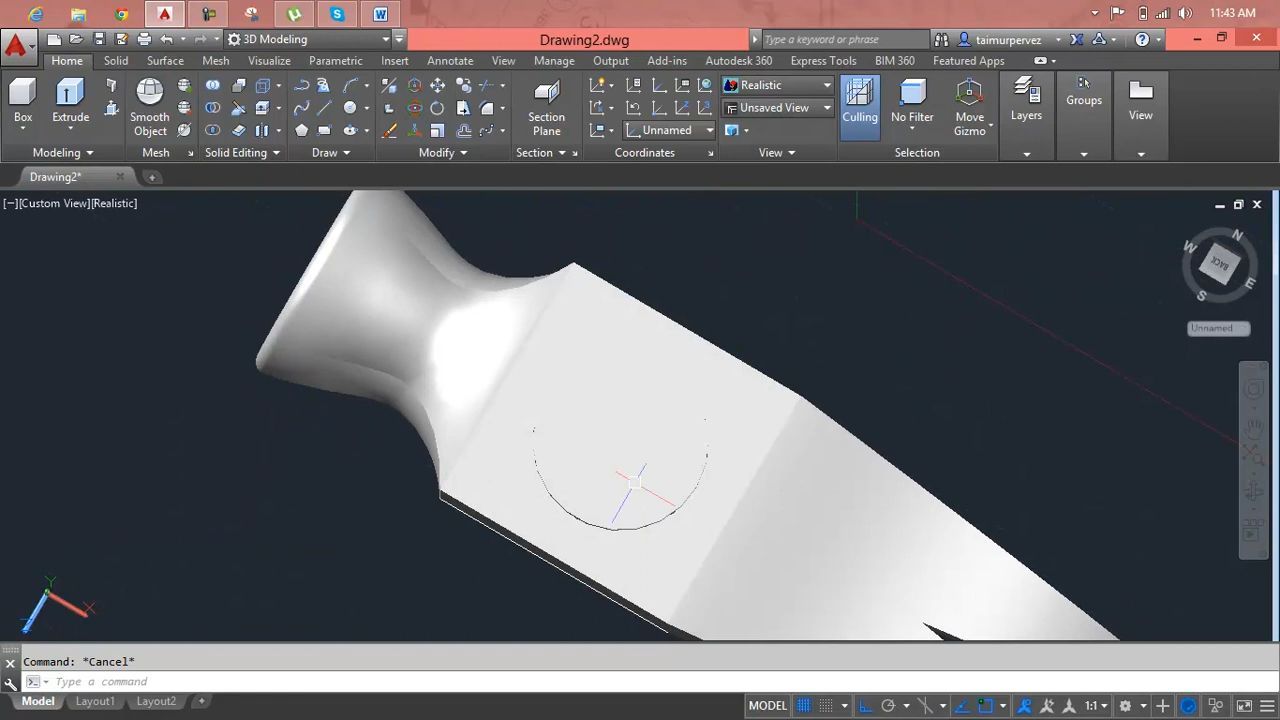 11:43 AM
3D Modeling
Drawing2.dwg
Type a keyword or phrase
taimurpervez
Home Solid Surface Mesh Visualize Parametric Insert Annotate View Manage Output Add-ins Autodesk 360 Express Tools BIM 360 Featured Apps
Box
Extrude
Smooth
Object
Section
Plane
Unnamed
Realistic
Unsaved View
Culling
No Filter
Move
Gizmo
Layers
Groups
View
Modeling
Mesh
Solid Editing
Draw
Modify
Section
Coordinates
View
Selection
Drawing2*
[−][Custom View][Realistic]
N
W
BACK
E
S
Unnamed
Y
X
Command: *Cancel*
Type a command
Model Layout1 Layout2
MODEL
1:1